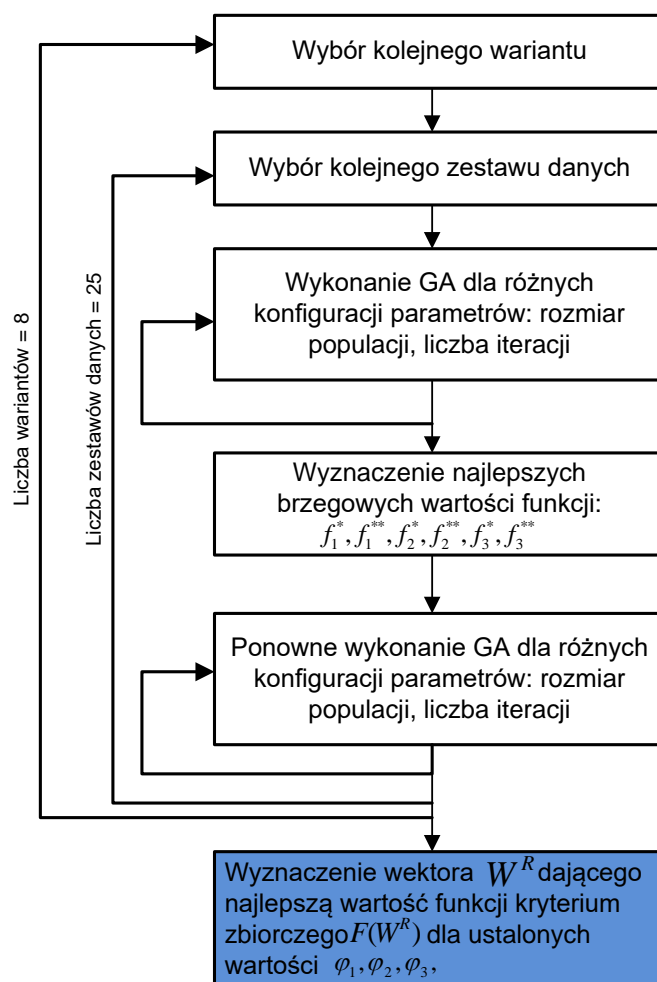 Wybór kolejnego wariantu
Wybór kolejnego zestawu danych
Wykonanie GA dla różnych
konfiguracji parametrów: rozmiar
populacji, liczba iteracji
Wyznaczenie najlepszych
brzegowych wartości funkcji:
f₁*, f₁**, f₂*, f₂**, f₃*, f₃**
Ponowne wykonanie GA dla różnych
konfiguracji parametrów: rozmiar
populacji, liczba iteracji
Wyznaczenie wektora W^R dającego
najlepszą wartość funkcji kryterium
zbiorczego F(W^R) dla ustalonych
wartości φ₁, φ₂, φ₃,
Liczba wariantów = 8
Liczba zestawów danych = 25